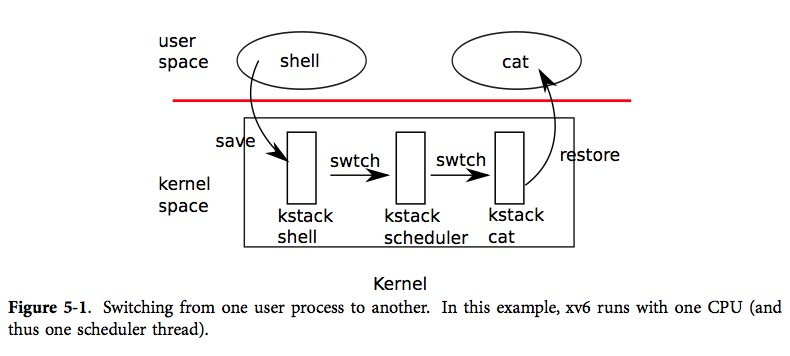 user
space
shell
cat
save
swtch
swtch
restore
kernel
space
kstack
shell
kstack
scheduler
kstack
cat
Kernel
Figure 5-1. Switching from one user process to another. In this example, xv6 runs with one CPU (and
thus one scheduler thread).